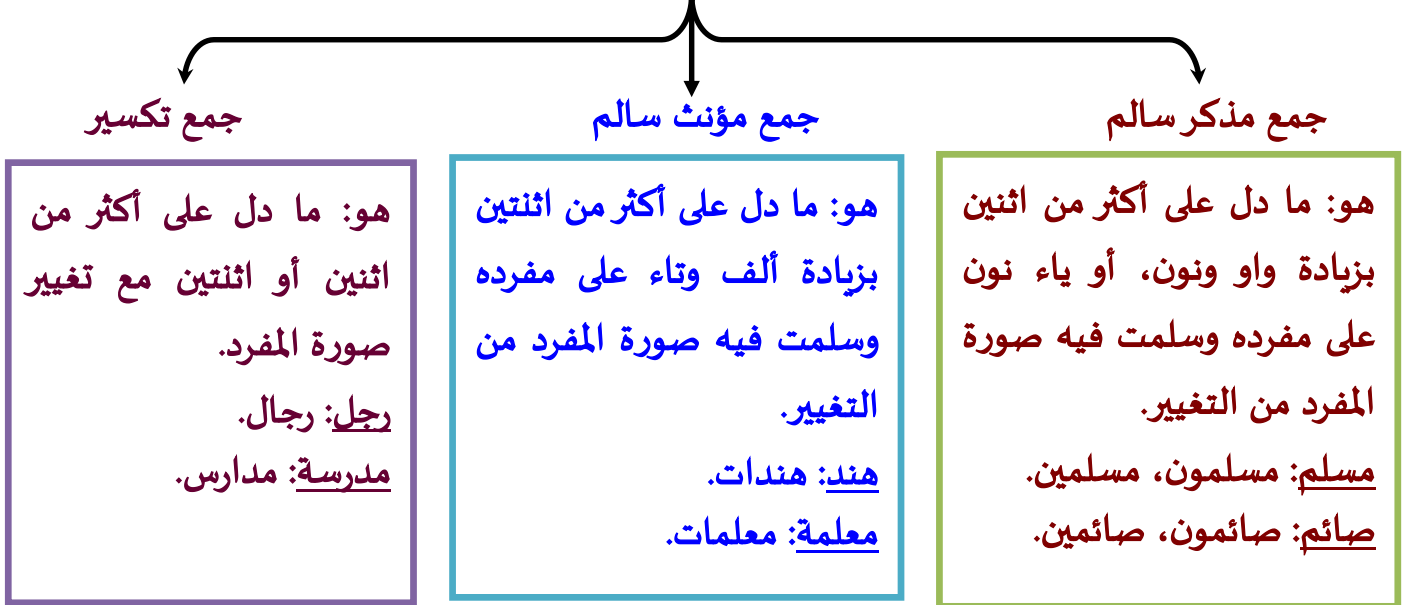 جمع مذكر سالم
هو: ما دل على أكثر من اثنين
بزيادة واو ونون، أو ياء نون
على مفرده وسلمت فيه صورة
المفرد من التغيير.
مسلم: مسلمون، مسلمين.
صائم: صائمون، صائمين.
جمع مؤنث سالم
هو: ما دل على أكثر من اثنتين
بزيادة ألف وتاء على مفرده
وسلمت فيه صورة المفرد من
التغيير.
هند: هندات.
معلمة: معلمات.
جمع تكسير
هو: ما دل على أكثر من
اثنين أو اثنتين مع تغيير
صورة المفرد.
رجل: رجال.
مدرسة: مدارس.